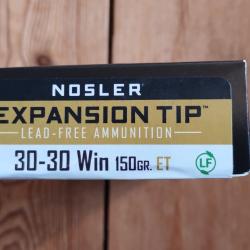 NOSLER
EXPANSION TIP™
LEAD-FREE AMMUNITION
30-30 Win 150GR. ET
LF